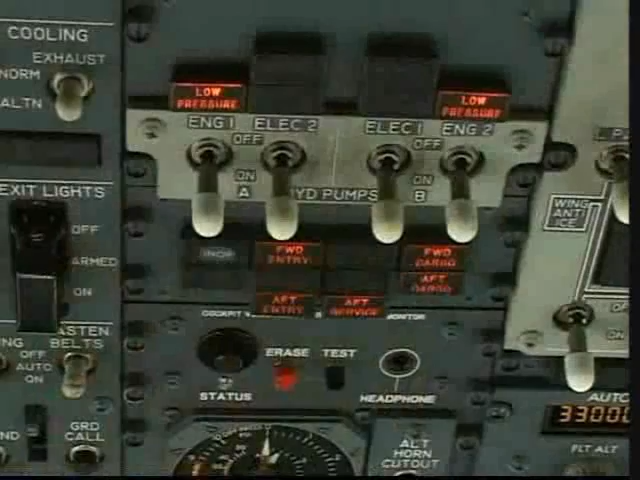 COOLING
EXHAUST
NORM
ALTN
EXIT LIGHTS
OFF
ARMED
ON
BELTS
OFF
AUTO
ON
GRD
CALL
LOW
PRESSURE
LOW
PRESSURE
ENG 1
ELEC 2
ELEC 1
ENG 2
OFF
OFF
ON
ON
A
HYD PUMPS
B
FWD
ENTRY
FWD
CARGO
AFT
ENTRY
AFT
SERVICE
AFT
CARGO
COCKPIT
ERASE
TEST
STATUS
HEADPHONE
ALT
HORN
CUTOUT
WING
ANTI
ICE
ON
AUTO
33000
FLT ALT